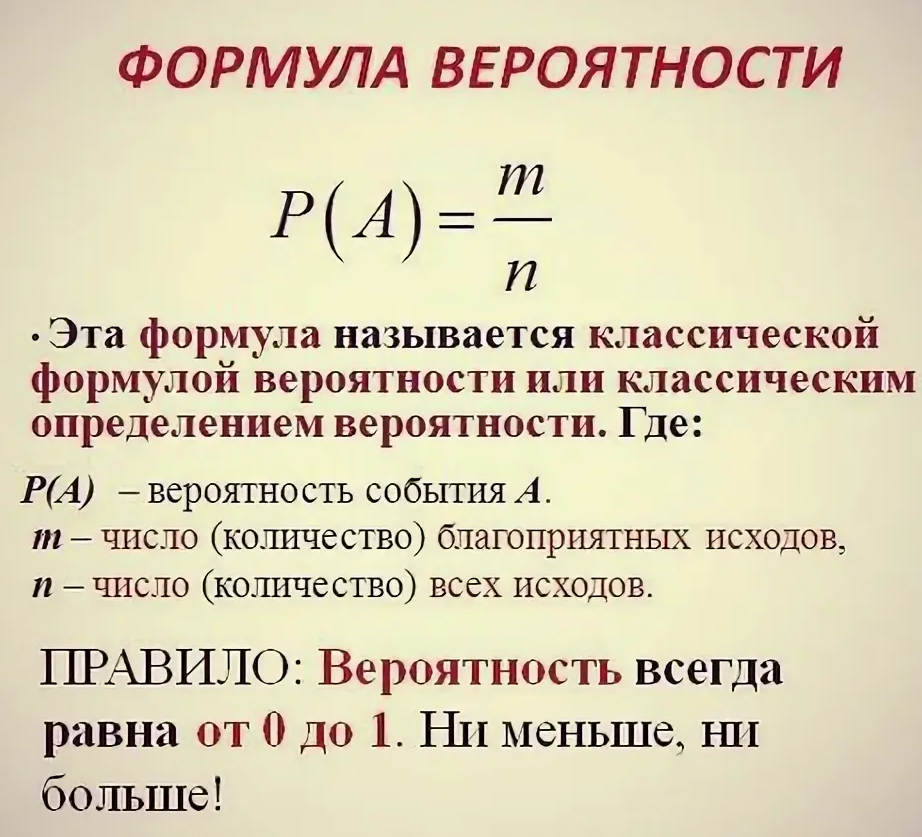 ФОРМУЛА ВЕРОЯТНОСТИ
P(A) = m/n
·Эта формула называется классической
формулой вероятности или классическим
определением вероятности. Где:
P(A) – вероятность события A.
m – число (количество) благоприятных исходов,
n – число (количество) всех исходов.
ПРАВИЛО: Вероятность всегда
равна от 0 до 1. Ни меньше, ни
больше!